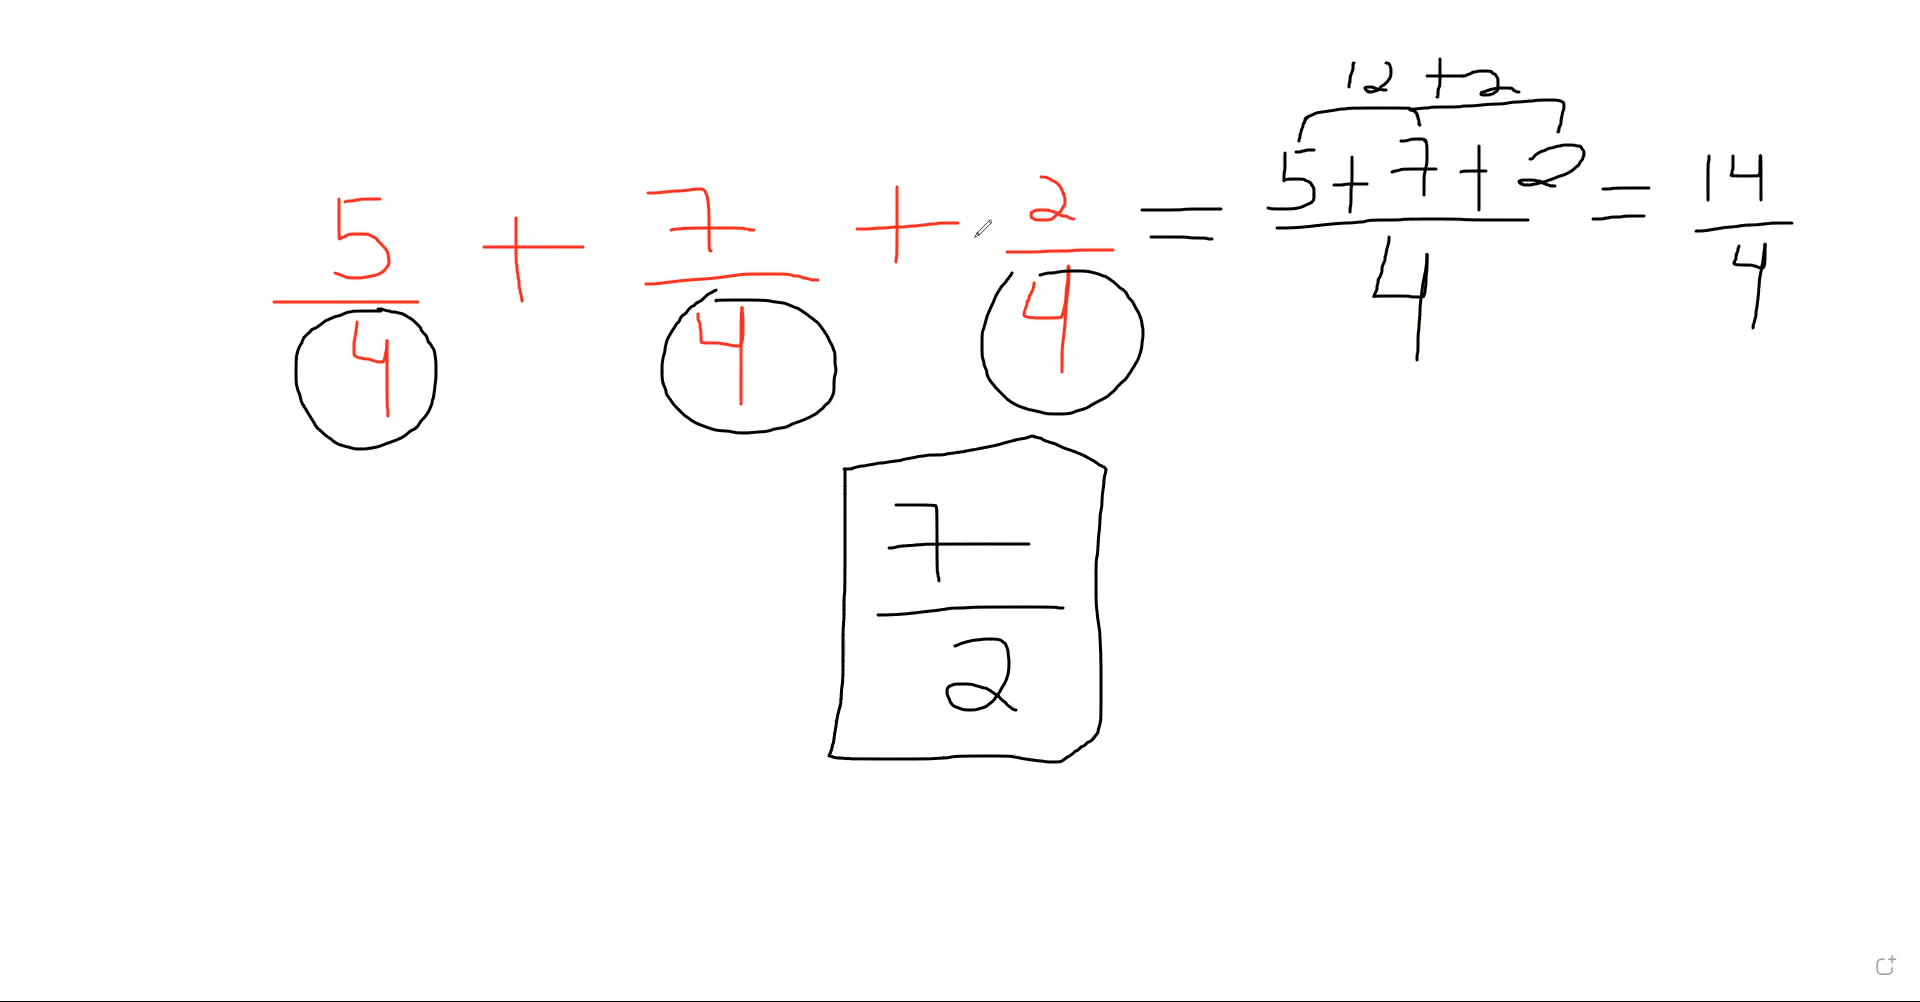 12 + 2
5/4 + 7/4 + 2/4 = (5 + 7 + 2)/4 = 14/4
7/2